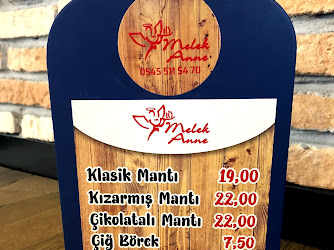 Melek
Anne
0545 511 54 70
Melek
Anne
Klasik Mantı 19,00
Kızarmış Mantı 22,00
Çikolatalı Mantı 22,00
Çiğ Börek 7,50